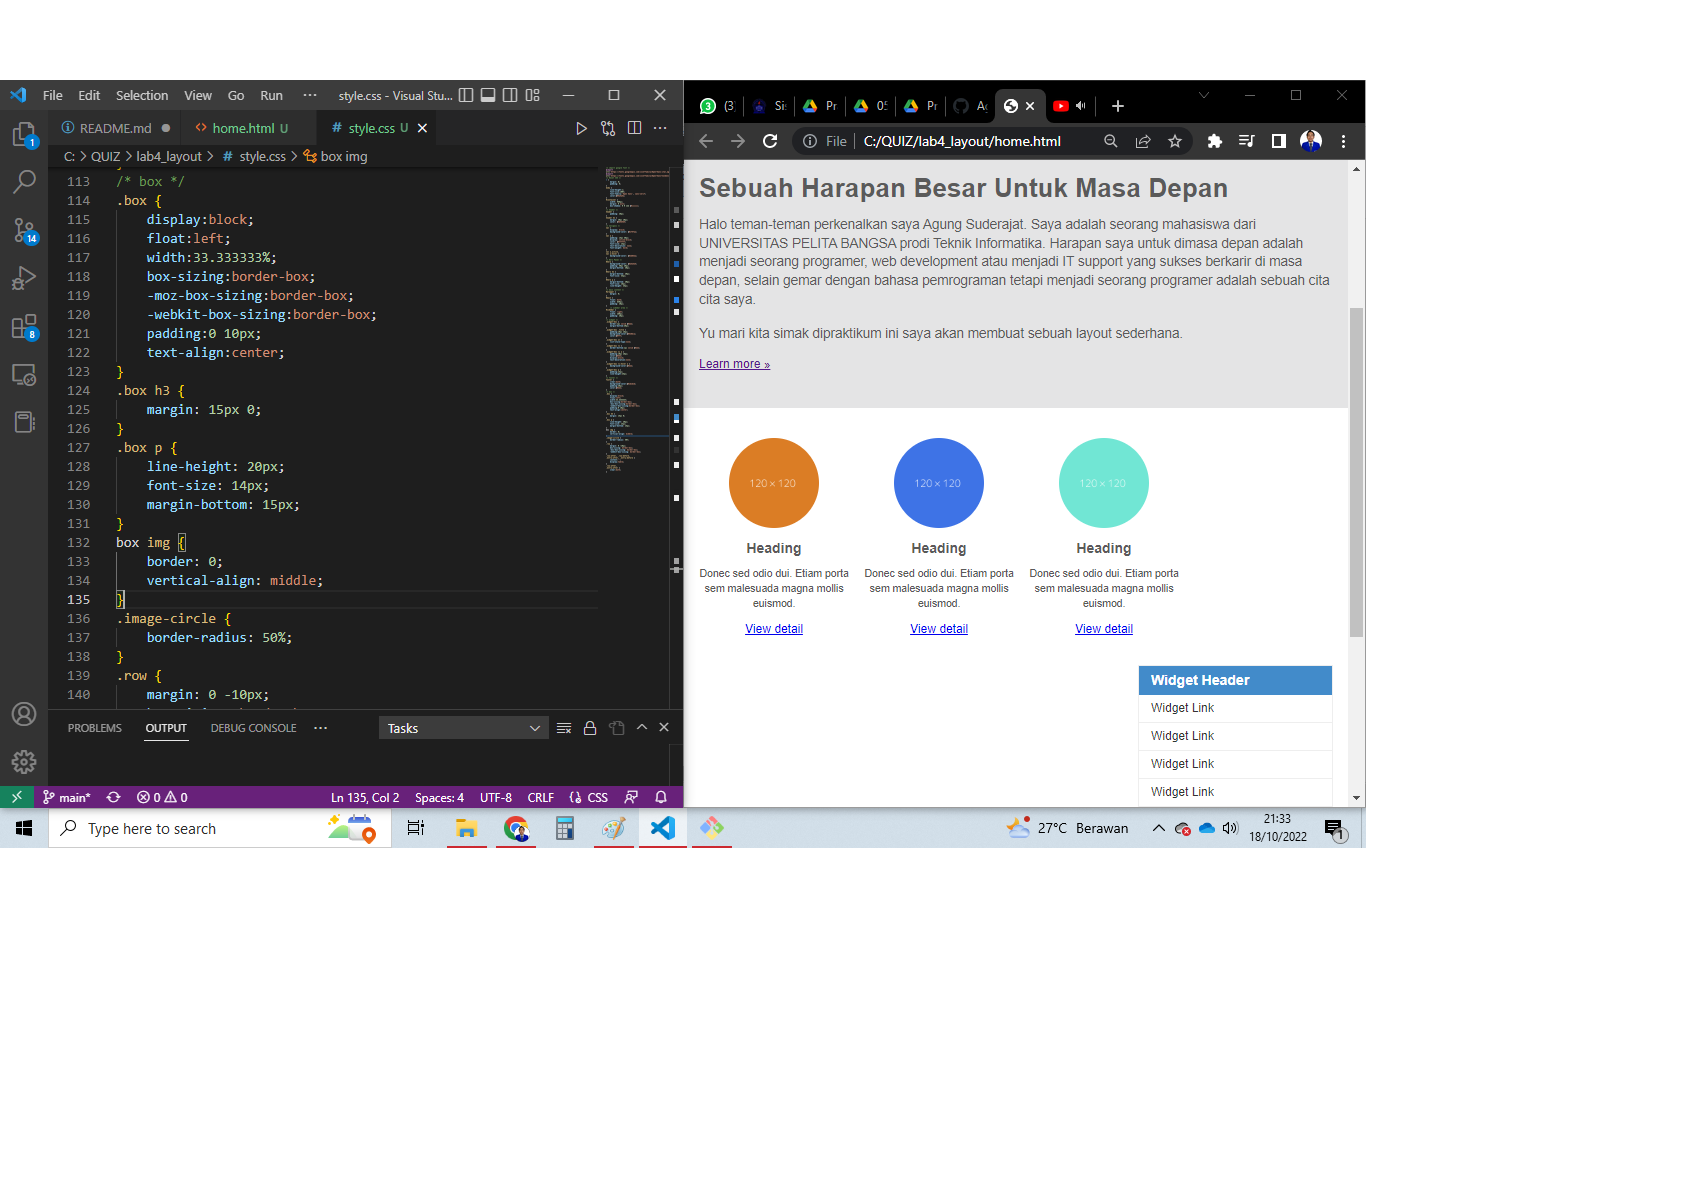 File Edit Selection View Go Run ··· style.css - Visual Stu...
README.md home.html U # style.css U
C: > QUIZ > lab4_layout > # style.css > box img
113 /* box */
114 .box {
115 display:block;
116 float:left;
117 width:33.333333%;
118 box-sizing:border-box;
119 -moz-box-sizing:border-box;
120 -webkit-box-sizing:border-box;
121 padding:0 10px;
122 text-align:center;
123 }
124 .box h3 {
125 margin: 15px 0;
126 }
127 .box p {
128 line-height: 20px;
129 font-size: 14px;
130 margin-bottom: 15px;
131 }
132 box img {
133 border: 0;
134 vertical-align: middle;
135 }
136 .image-circle {
137 border-radius: 50%;
138 }
139 .row {
140 margin: 0 -10px;
1
14
8
PROBLEMS OUTPUT DEBUG CONSOLE ··· Tasks
main* 0 0 Ln 135, Col 2 Spaces: 4 UTF-8 CRLF CSS
3 (3 Si Pr 05 Pr Ag
File C:/QUIZ/lab4_layout/home.html
Sebuah Harapan Besar Untuk Masa Depan
Halo teman-teman perkenalkan saya Agung Suderajat. Saya adalah seorang mahasiswa dari
UNIVERSITAS PELITA BANGSA prodi Teknik Informatika. Harapan saya untuk dimasa depan adalah
menjadi seorang programer, web development atau menjadi IT support yang sukses berkarir di masa
depan, selain gemar dengan bahasa pemrograman tetapi menjadi seorang programer adalah sebuah cita
cita saya.
Yu mari kita simak dipraktikum ini saya akan membuat sebuah layout sederhana.
Learn more »
120 × 120 120 × 120 120 × 120
Heading Heading Heading
Donec sed odio dui. Etiam porta Donec sed odio dui. Etiam porta Donec sed odio dui. Etiam porta
sem malesuada magna mollis sem malesuada magna mollis sem malesuada magna mollis
euismod. euismod. euismod.
View detail View detail View detail
Widget Header
Widget Link
Widget Link
Widget Link
Widget Link
Type here to search 27°C Berawan 21:33
18/10/2022 1